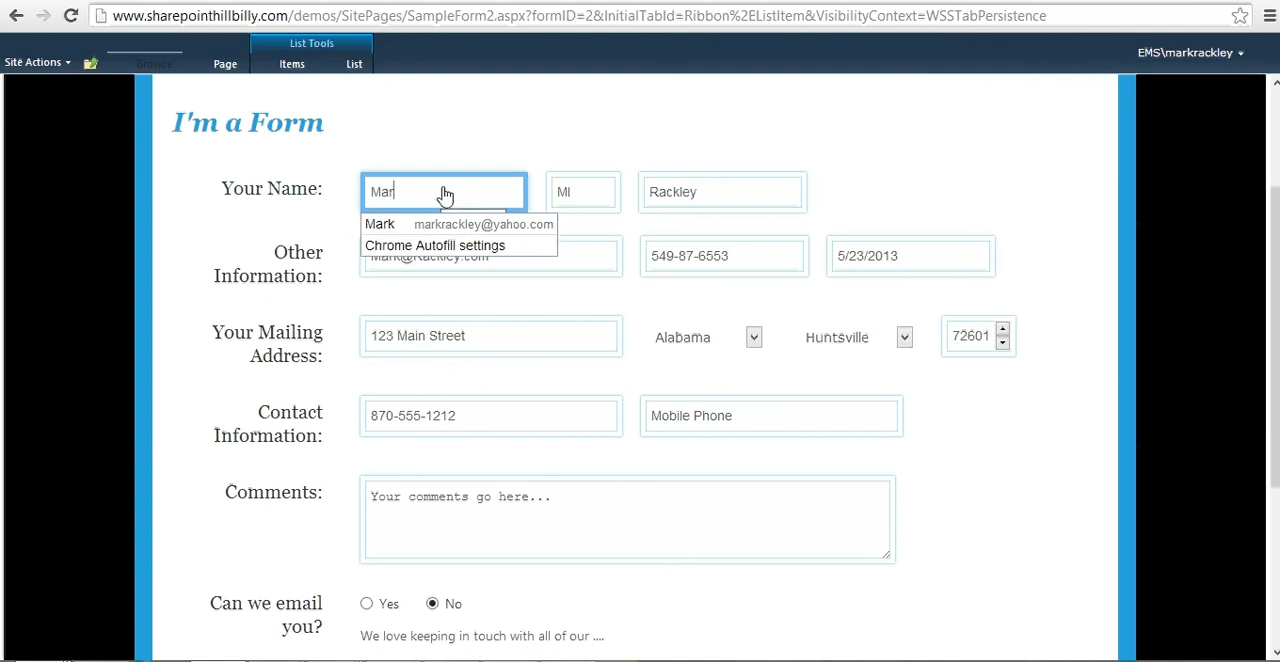 www.sharepointhillbilly.com/demos/SitePages/SampleForm2.aspx?formID=2&InitialTabId=Ribbon%2EListItem&VisibilityContext=WSSTabPersistence
List Tools
Site Actions Browse Page Items List EMS\markrackley
I'm a Form
Your Name: Mar MI Rackley
Mark markrackley@yahoo.com
Chrome Autofill settings
Other Information: Mark@Rackley.com 549-87-6553 5/23/2013
Your Mailing Address: 123 Main Street Alabama Huntsville 72601
Contact Information: 870-555-1212 Mobile Phone
Comments: Your comments go here...
Can we email you? Yes No
We love keeping in touch with all of our ....